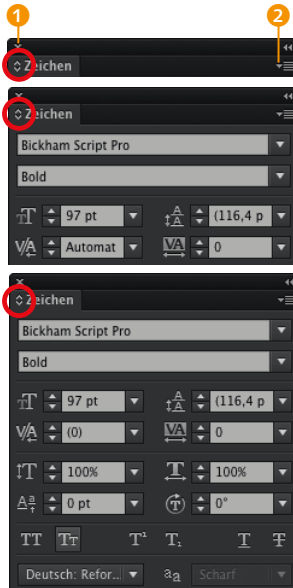 1 2
Zeichen
Zeichen
Bickham Script Pro
Bold
97 pt (116,4 p
Automat 0
Zeichen
Bickham Script Pro
Bold
97 pt (116,4 p
(0) 0
100% 100%
0 pt 0°
TT Tt T¹ T₁ T T
Deutsch: Refor.. aa Scharf